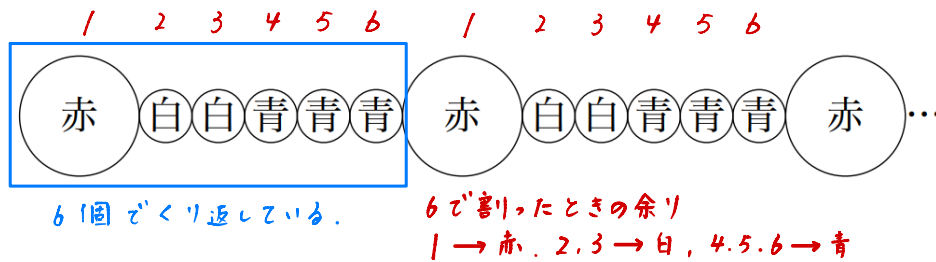 1 2 3 4 5 6 1 2 3 4 5 6
赤白白青青青赤白白青青青赤…
6個でくり返している.
6で割ったときの余り
1→赤. 2.3→白, 4.5.6→青